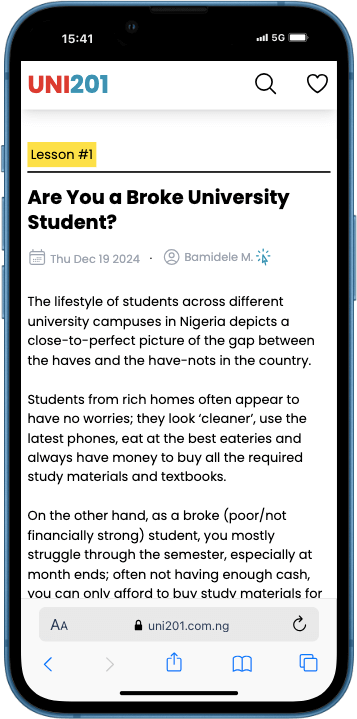 15:41
5G
UNI201
Lesson #1
Are You a Broke University
Student?
Thu Dec 19 2024 · Bamidele M.
The lifestyle of students across different
university campuses in Nigeria depicts a
close-to-perfect picture of the gap between
the haves and the have-nots in the country.
Students from rich homes often appear to
have no worries; they look ‘cleaner’, use the
latest phones, eat at the best eateries and
always have money to buy all the required
study materials and textbooks.
On the other hand, as a broke (poor/not
financially strong) student, you mostly
struggle through the semester, especially at
month ends; often not having enough cash,
you can only afford to buy study materials for
AA uni201.com.ng